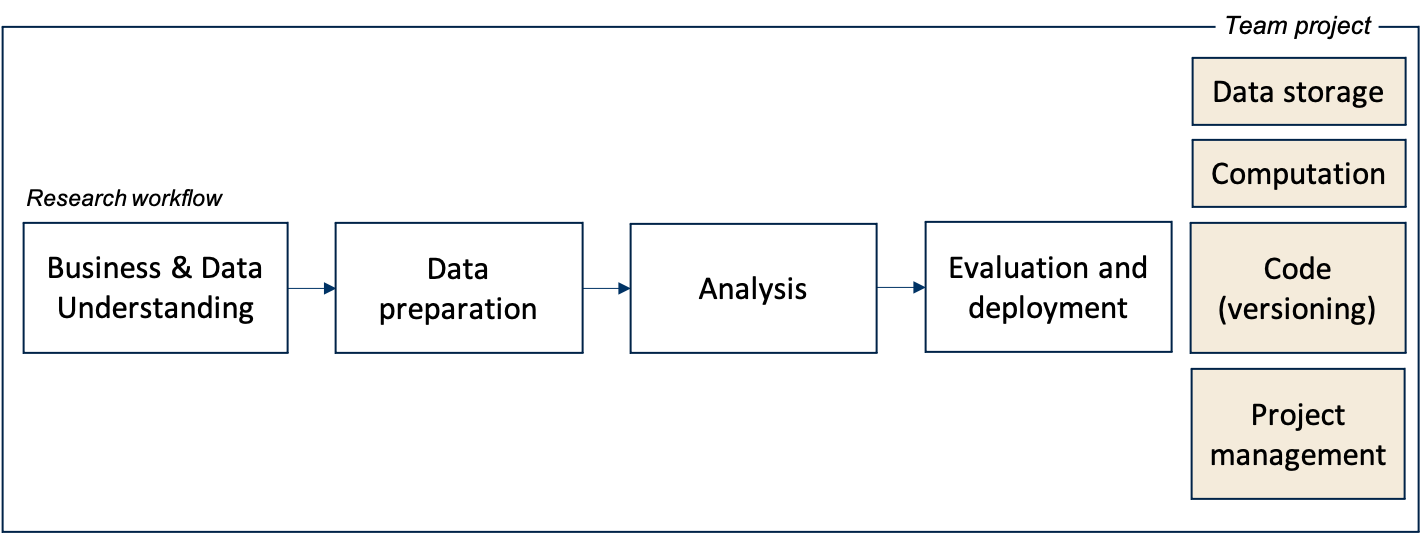 Team project
Data storage
Computation
Research workflow
Business & Data
Understanding
Data
preparation
Analysis
Evaluation and
deployment
Code
(versioning)
Project
management